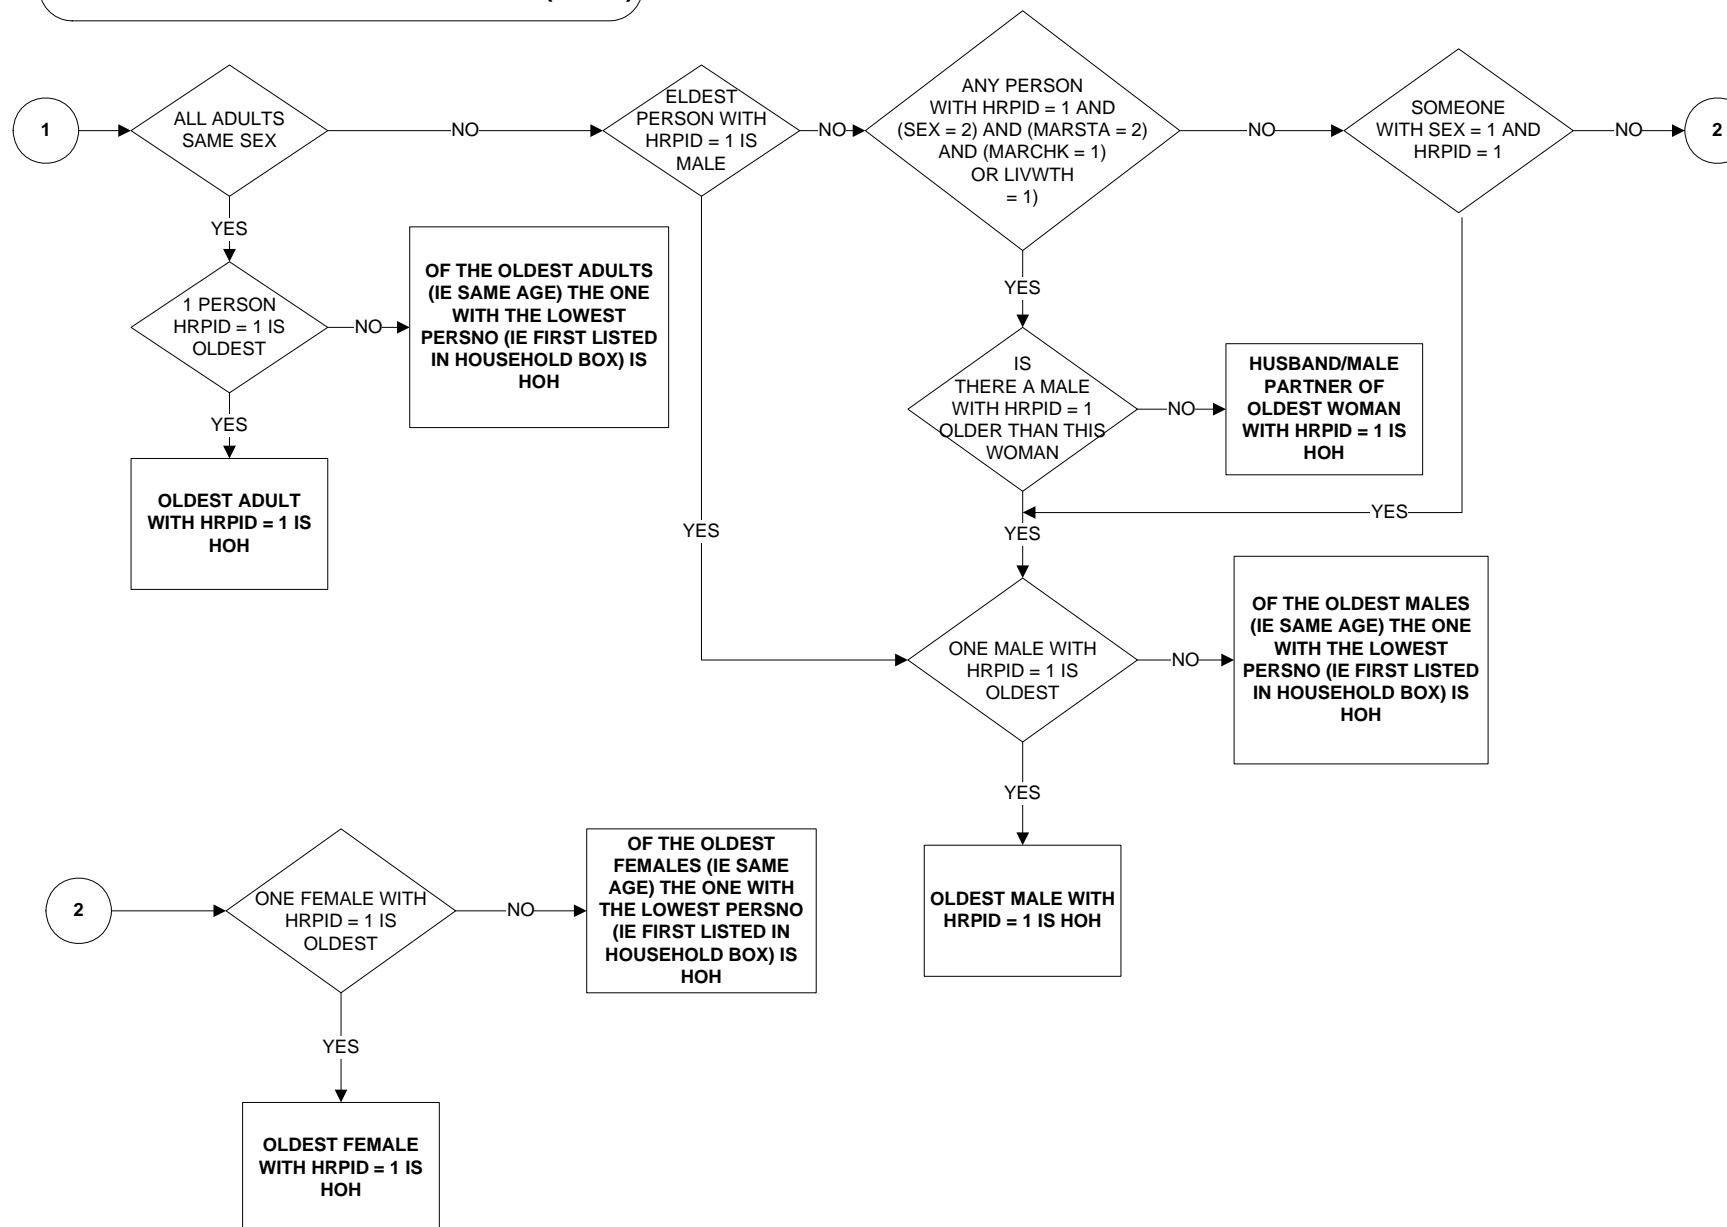 1
ALL ADULTS
SAME SEX
NO
ELDEST
PERSON WITH
HRPID = 1 IS
MALE
NO
ANY PERSON
WITH HRPID = 1 AND
(SEX = 2) AND (MARSTA = 2)
AND (MARCHK = 1)
OR LIVWTH
= 1)
NO
SOMEONE
WITH SEX = 1 AND
HRPID = 1
NO
2
YES
1 PERSON
HRPID = 1 IS
OLDEST
NO
OF THE OLDEST ADULTS
(IE SAME AGE) THE ONE
WITH THE LOWEST
PERSNO (IE FIRST LISTED
IN HOUSEHOLD BOX) IS
HOH
YES
OLDEST ADULT
WITH HRPID = 1 IS
HOH
YES
YES
IS
THERE A MALE
WITH HRPID = 1
OLDER THAN THIS
WOMAN
NO
HUSBAND/MALE
PARTNER OF
OLDEST WOMAN
WITH HRPID = 1 IS
HOH
YES
YES
ONE MALE WITH
HRPID = 1 IS
OLDEST
NO
OF THE OLDEST MALES
(IE SAME AGE) THE ONE
WITH THE LOWEST
PERSNO (IE FIRST LISTED
IN HOUSEHOLD BOX) IS
HOH
YES
OLDEST MALE WITH
HRPID = 1 IS HOH
2
ONE FEMALE WITH
HRPID = 1 IS
OLDEST
NO
OF THE OLDEST
FEMALES (IE SAME
AGE) THE ONE WITH
THE LOWEST PERSNO
(IE FIRST LISTED IN
HOUSEHOLD BOX) IS
HOH
YES
OLDEST FEMALE
WITH HRPID = 1 IS
HOH